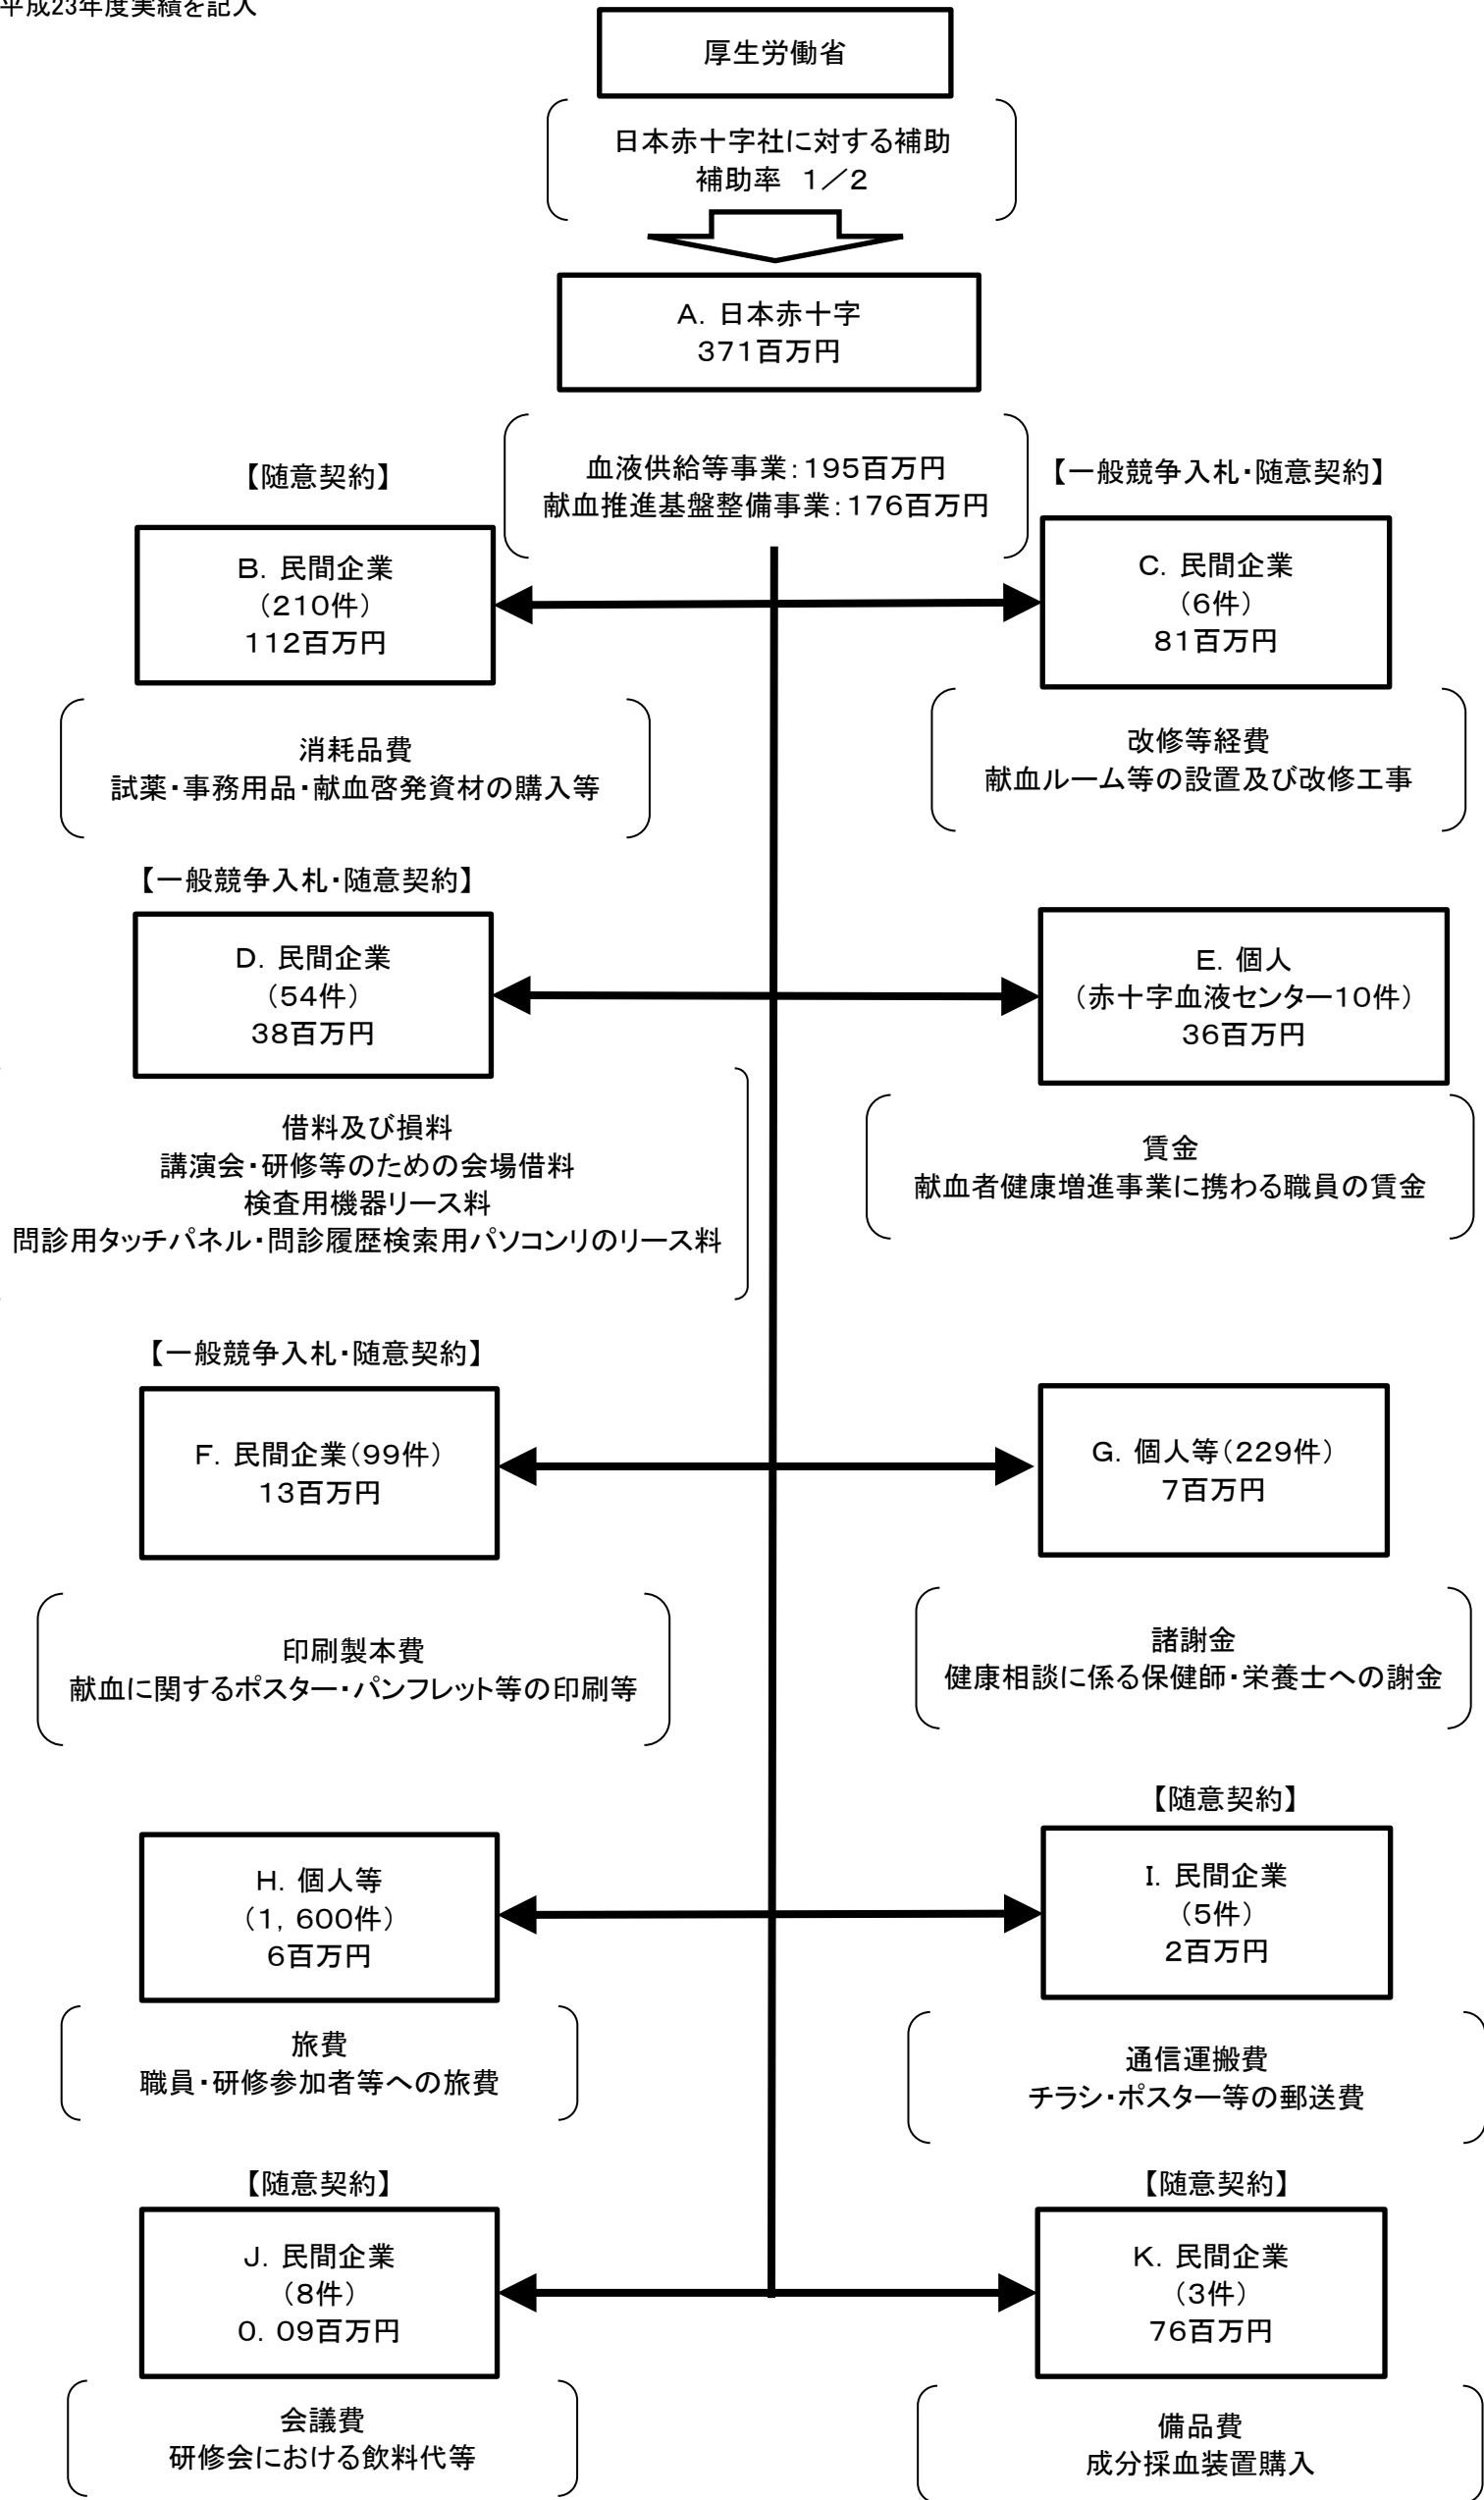 平成23年度実績を記入
厚生労働省
日本赤十字社に対する補助
補助率　１／２
Ａ．日本赤十字
３７１百万円
血液供給等事業：１９５百万円
献血推進基盤整備事業：１７６百万円
【随意契約】
Ｂ．民間企業
（２１０件）
１１２百万円
消耗品費
試薬・事務用品・献血啓発資材の購入等
【一般競争入札・随意契約】
Ｃ．民間企業
（６件）
８１百万円
改修等経費
献血ルーム等の設置及び改修工事
【一般競争入札・随意契約】
Ｄ．民間企業
（５４件）
３８百万円
借料及び損料
講演会・研修等のための会場借料
検査用機器リース料
問診用タッチパネル・問診履歴検索用パソコンリのリース料
Ｅ．個人
（赤十字血液センター１０件）
３６百万円
賃金
献血者健康増進事業に携わる職員の賃金
【一般競争入札・随意契約】
Ｆ．民間企業（９９件）
１３百万円
印刷製本費
献血に関するポスター・パンフレット等の印刷等
Ｇ．個人等（２２９件）
７百万円
諸謝金
健康相談に係る保健師・栄養士への謝金
Ｈ．個人等
（１，６００件）
６百万円
旅費
職員・研修参加者等への旅費
【随意契約】
Ｉ．民間企業
（５件）
２百万円
通信運搬費
チラシ・ポスター等の郵送費
【随意契約】
Ｊ．民間企業
（８件）
０．０９百万円
会議費
研修会における飲料代等
【随意契約】
Ｋ．民間企業
（３件）
７６百万円
備品費
成分採血装置購入